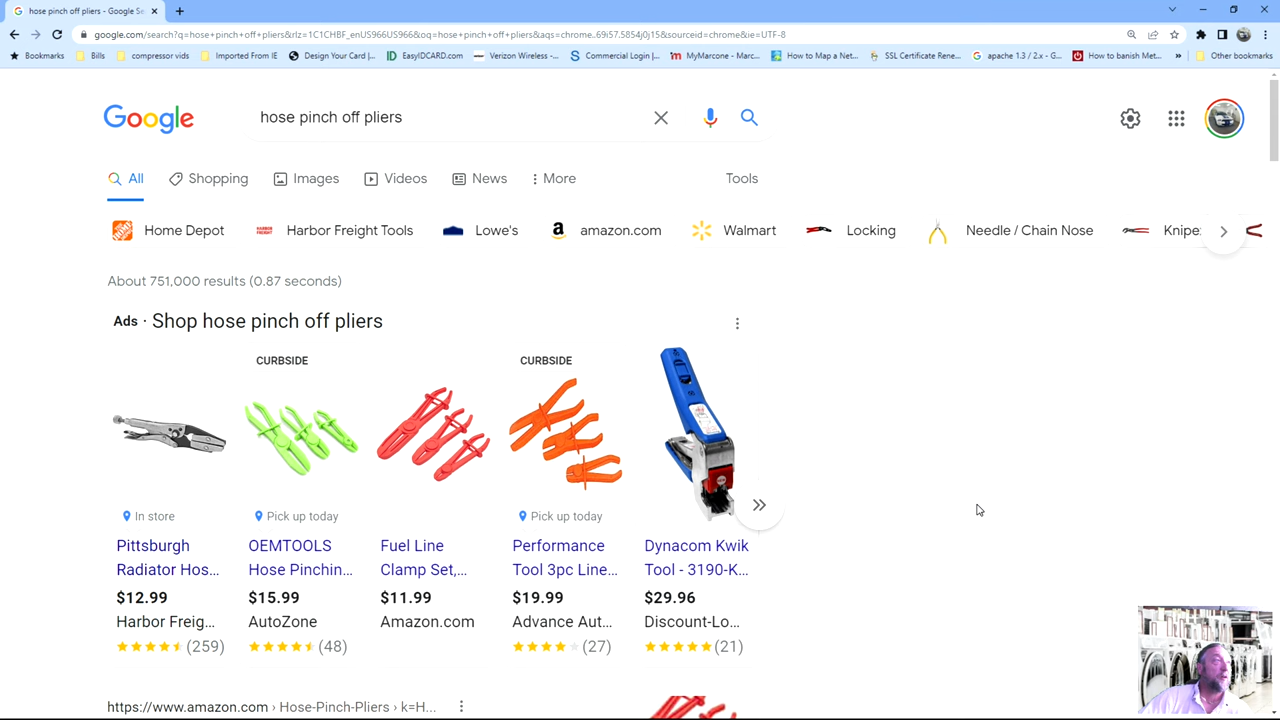 hose pinch off pliers - Google Se
google.com/search?q=hose+pinch+off+pliers&rlz=1C1CHBF_enUS966US966&oq=hose+pinch+off+pliers&aqs=chrome..69i57.5854j0j15&sourceid=chrome&ie=UTF-8
Bookmarks Bills compressor vids Imported From IE Design Your Card |... EasyIDCARD.com Verizon Wireless -... Commercial Login |... MyMarcone - Marc... How to Map a Net... SSL Certificate Rene... apache 1.3 / 2.x - G... How to banish Met... » Other bookmarks
Google hose pinch off pliers
All Shopping Images Videos News More Tools
Home Depot Harbor Freight Tools Lowe's amazon.com Walmart Locking Needle / Chain Nose Knipe
About 751,000 results (0.87 seconds)
Ads · Shop hose pinch off pliers
CURBSIDE CURBSIDE
In store Pick up today Pick up today
Pittsburgh OEMTOOLS Fuel Line Performance Dynacom Kwik
Radiator Hos... Hose Pinchin... Clamp Set,... Tool 3pc Line... Tool - 3190-K...
$12.99 $15.99 $11.99 $19.99 $29.96
Harbor Freig... AutoZone Amazon.com Advance Aut... Discount-Lo...
(259) (48) (27) (21)
https://www.amazon.com › Hose-Pinch-Pliers › k=H...